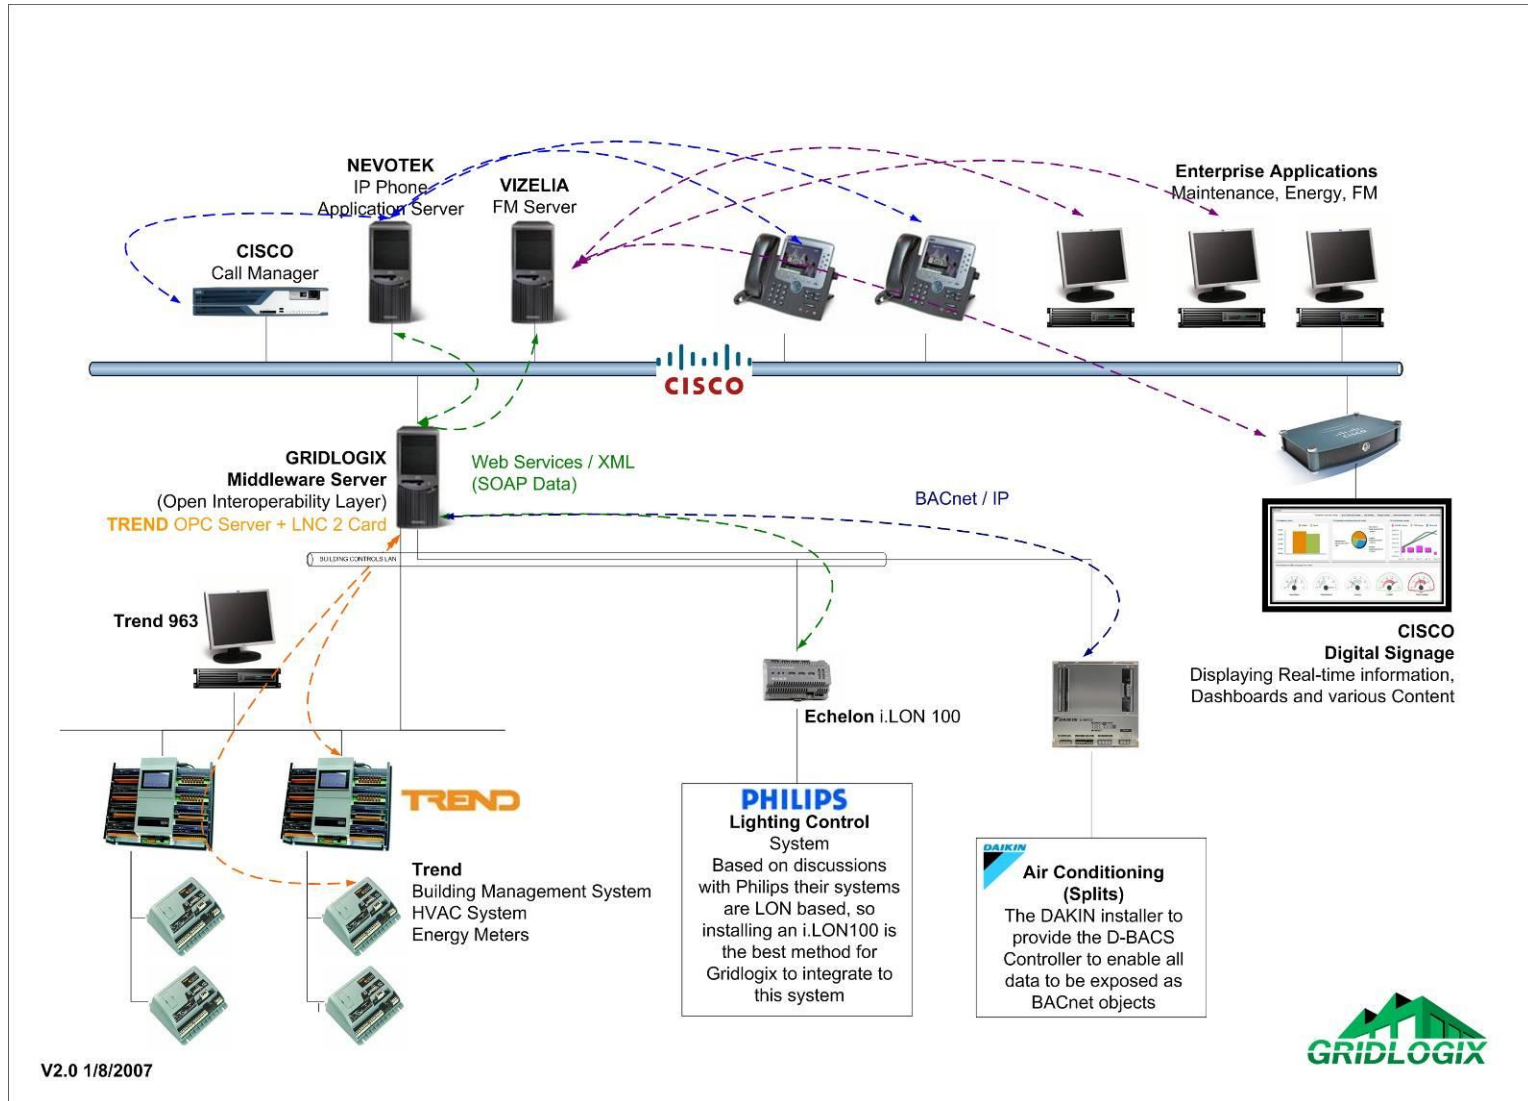 NEVOTEK
IP Phone
Application Server
VIZELIA
FM Server
Enterprise Applications
Maintenance, Energy, FM
CISCO
Call Manager
CISCO
GRIDLOGIX
Middleware Server
(Open Interoperability Layer)
TREND OPC Server + LNC 2 Card
Web Services / XML
(SOAP Data)
BACnet / IP
BUILDING CONTROLS LAN
Trend 963
CISCO
Digital Signage
Displaying Real-time information,
Dashboards and various Content
Echelon i.LON 100
TREND
Trend
Building Management System
HVAC System
Energy Meters
PHILIPS
Lighting Control
System
Based on discussions
with Philips their systems
are LON based, so
installing an i.LON100 is
the best method for
Gridlogix to integrate to
this system
DAIKIN
Air Conditioning
(Splits)
The DAKIN installer to
provide the D-BACS
Controller to enable all
data to be exposed as
BACnet objects
GRIDLOGIX
V2.0 1/8/2007